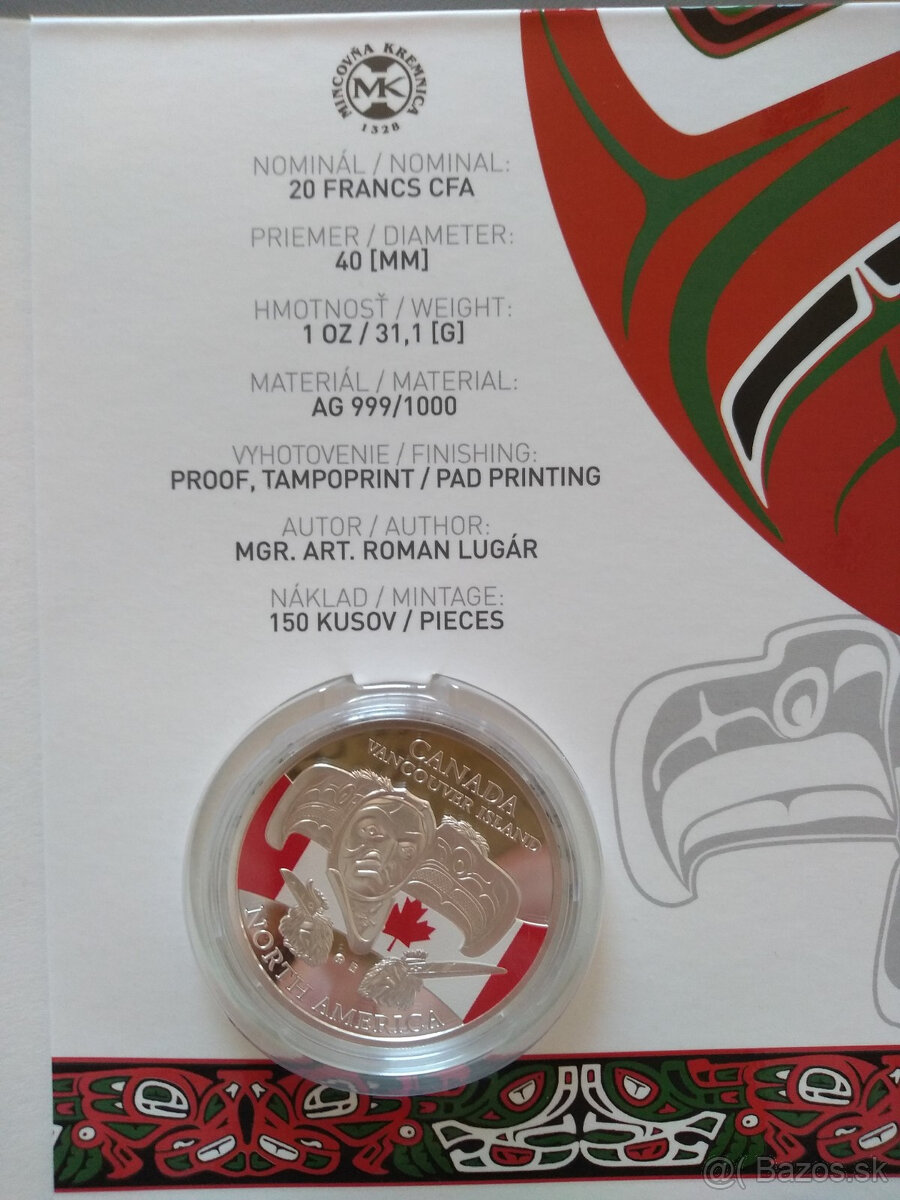 MINCOVŇA KREMNICA
MK
1328
NOMINÁL / NOMINAL:
20 FRANCS CFA
PRIEMER / DIAMETER:
40 [MM]
HMOTNOSŤ / WEIGHT:
1 OZ / 31,1 [G]
MATERIÁL / MATERIAL:
AG 999/1000
VYHOTOVENIE / FINISHING:
PROOF, TAMPOPRINT / PAD PRINTING
AUTOR / AUTHOR:
MGR. ART. ROMAN LUGÁR
NÁKLAD / MINTAGE:
150 KUSOV / PIECES
CANADA
VANCOUVER ISLAND
NORTH AMERICA
@( Bazos.sk